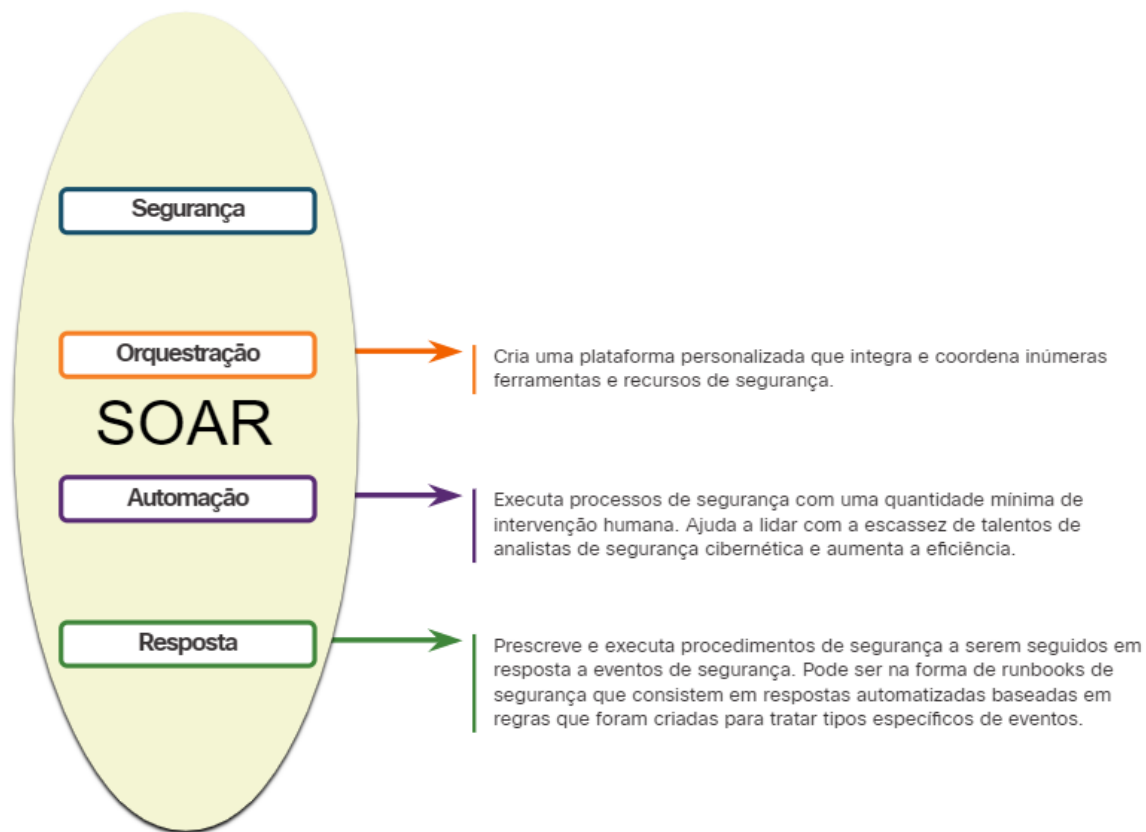 Segurança
Orquestração
Cria uma plataforma personalizada que integra e coordena inúmeras
ferramentas e recursos de segurança.
SOAR
Automação
Executa processos de segurança com uma quantidade mínima de
intervenção humana. Ajuda a lidar com a escassez de talentos de
analistas de segurança cibernética e aumenta a eficiência.
Resposta
Prescreve e executa procedimentos de segurança a serem seguidos em
resposta a eventos de segurança. Pode ser na forma de runbooks de
segurança que consistem em respostas automatizadas baseadas em
regras que foram criadas para tratar tipos específicos de eventos.